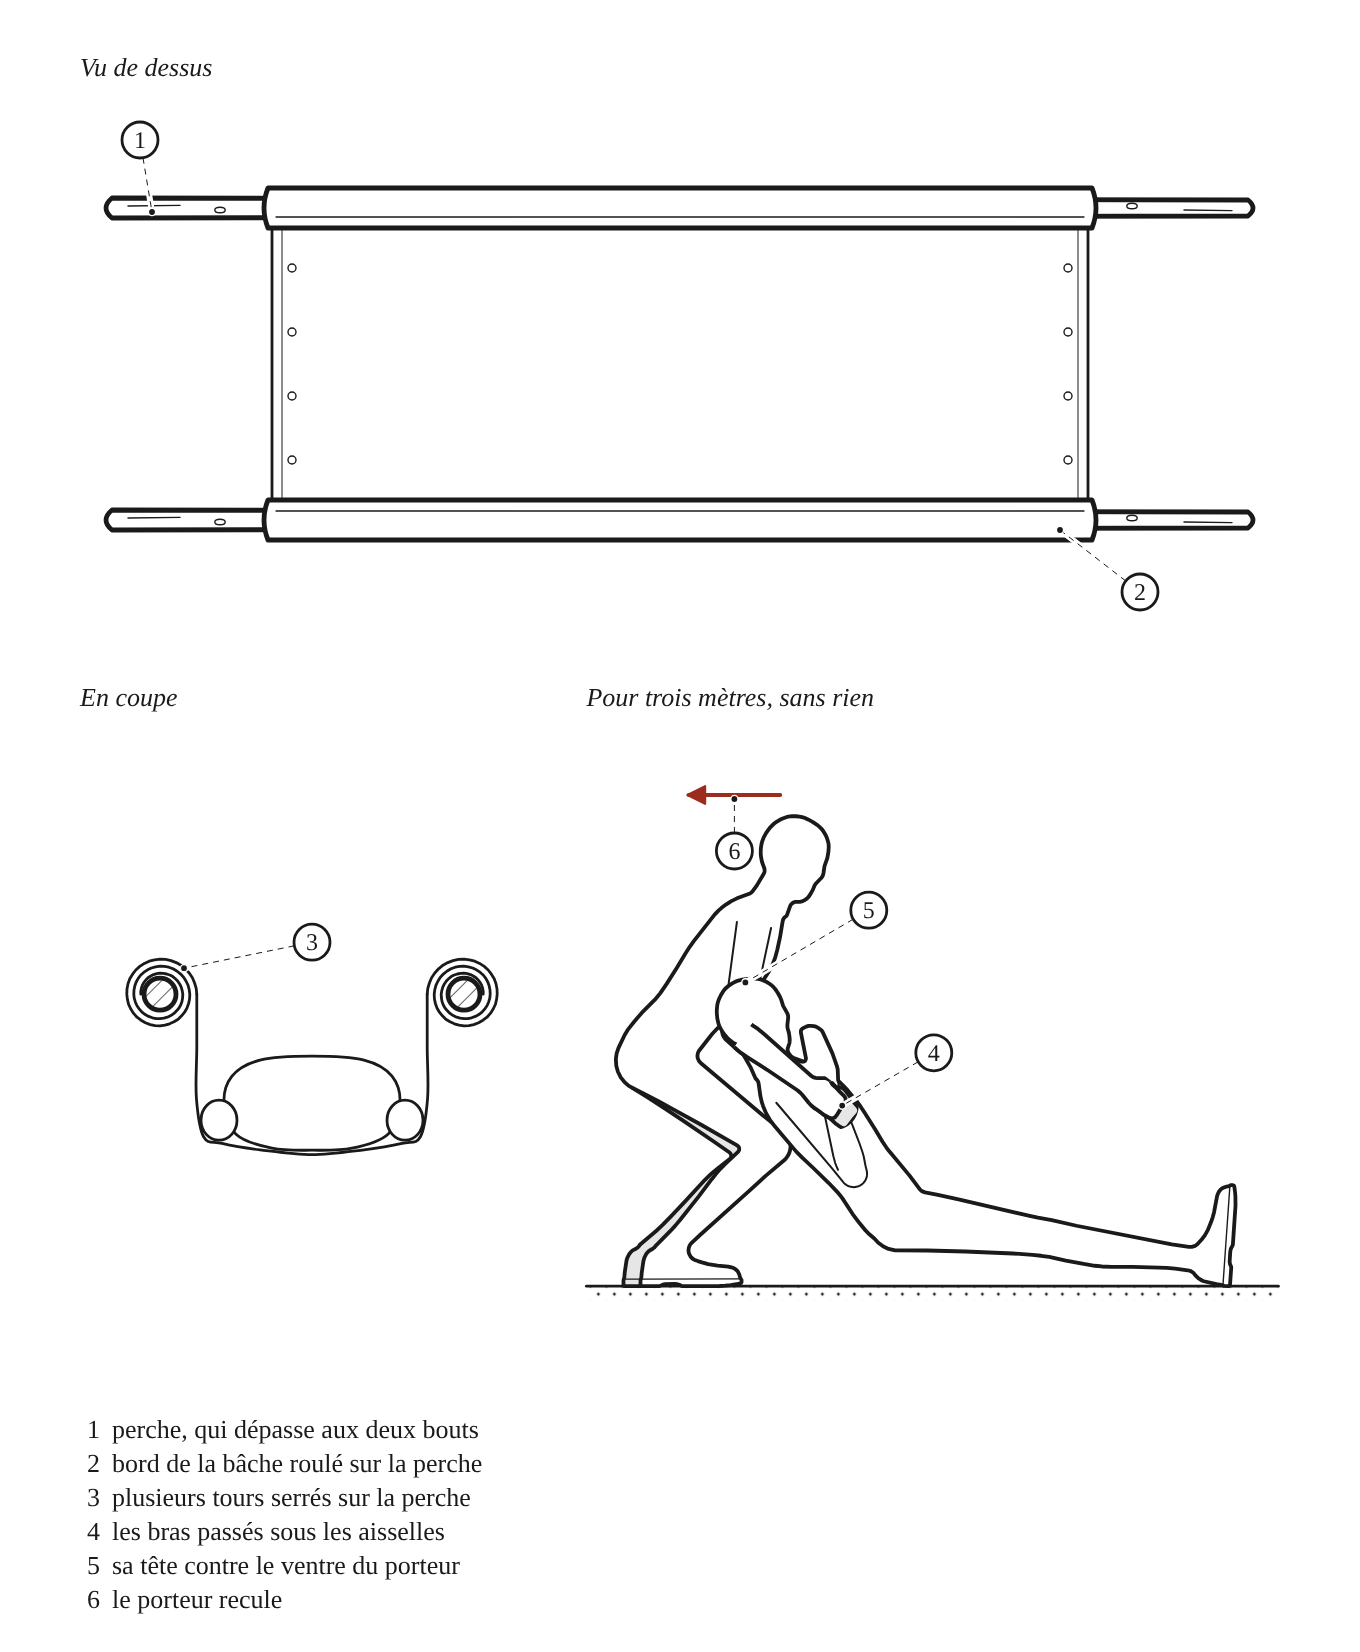 Vu de dessus
1
2
En coupe
Pour trois mètres, sans rien
6
5
3
4
1 perche, qui dépasse aux deux bouts
2 bord de la bâche roulé sur la perche
3 plusieurs tours serrés sur la perche
4 les bras passés sous les aisselles
5 sa tête contre le ventre du porteur
6 le porteur recule